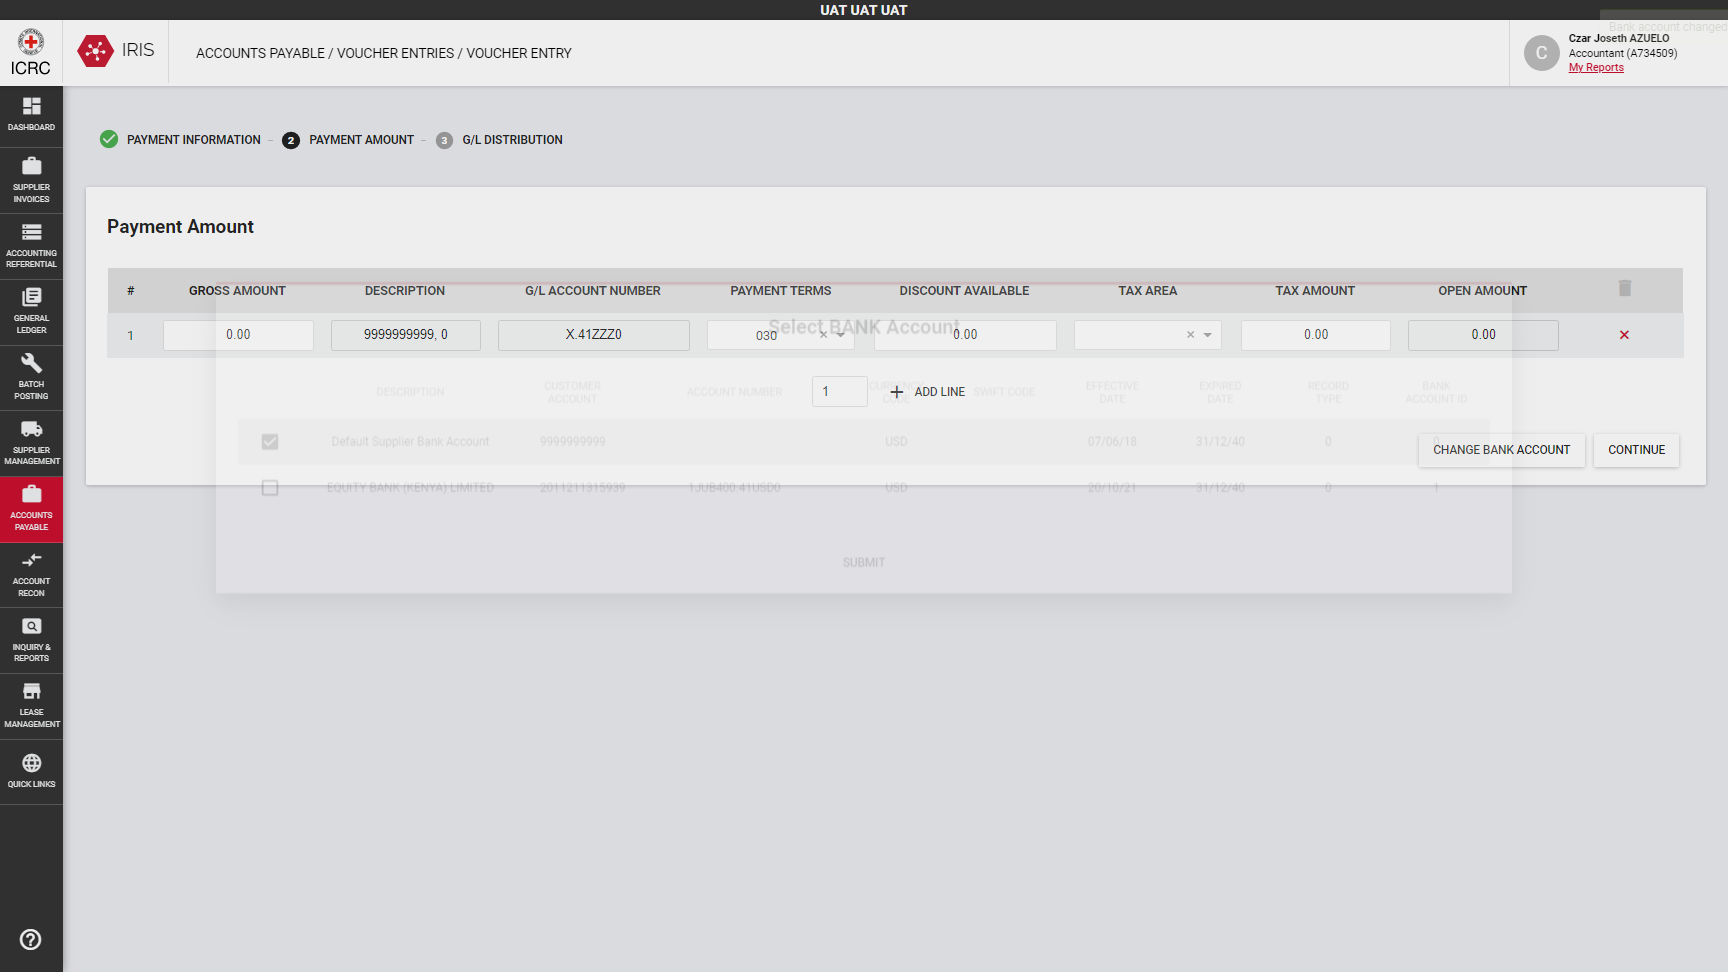 UAT UAT UAT
Bank account changed
ICRC
IRIS
ACCOUNTS PAYABLE / VOUCHER ENTRIES / VOUCHER ENTRY
C
Czar Joseth AZUELO
Accountant (A734509)
My Reports
DASHBOARD
SUPPLIER INVOICES
ACCOUNTING REFERENTIAL
GENERAL LEDGER
BATCH POSTING
SUPPLIER MANAGEMENT
ACCOUNTS PAYABLE
ACCOUNT RECON
INQUIRY & REPORTS
LEASE MANAGEMENT
QUICK LINKS
PAYMENT INFORMATION – 2 PAYMENT AMOUNT – 3 G/L DISTRIBUTION
Payment Amount
# GROSS AMOUNT DESCRIPTION G/L ACCOUNT NUMBER PAYMENT TERMS DISCOUNT AVAILABLE TAX AREA TAX AMOUNT OPEN AMOUNT
1 0.00 9999999999, 0 X.41ZZZ0 030 0.00 0.00 0.00
1 ADD LINE
CHANGE BANK ACCOUNT CONTINUE
Select BANK Account
DESCRIPTION CUSTOMER ACCOUNT ACCOUNT NUMBER CURRENCY CODE SWIFT CODE EFFECTIVE DATE EXPIRED DATE RECORD TYPE BANK ACCOUNT ID
Default Supplier Bank Account 9999999999 USD 07/06/18 31/12/40 0 0
EQUITY BANK (KENYA) LIMITED 2011211315939 1JUB400.41USD0 USD 20/10/21 31/12/40 0 1
SUBMIT